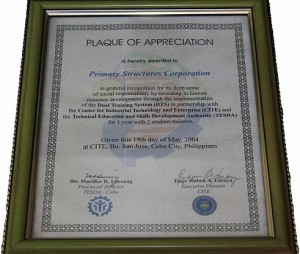 PLAQUE OF APPRECIATION
is hereby awarded to
Primary Structures Corporation
in grateful recognition for its deep sense
of social responsibility by investing in human
resource development through the implementation
of the Dual Training System (DTS) in partnership with
the Center for Industrial Technology and Enterprise (CITE) and
the Technical Education and Skills Development Authority (TESDA)
for 1 year with 2 student trainees.
Given this 19th day of May, 2004
at CITE, Bo. San Jose, Cebu City, Philippines
Provincial Director
TESDA - Cebu
Executive Director
CITE